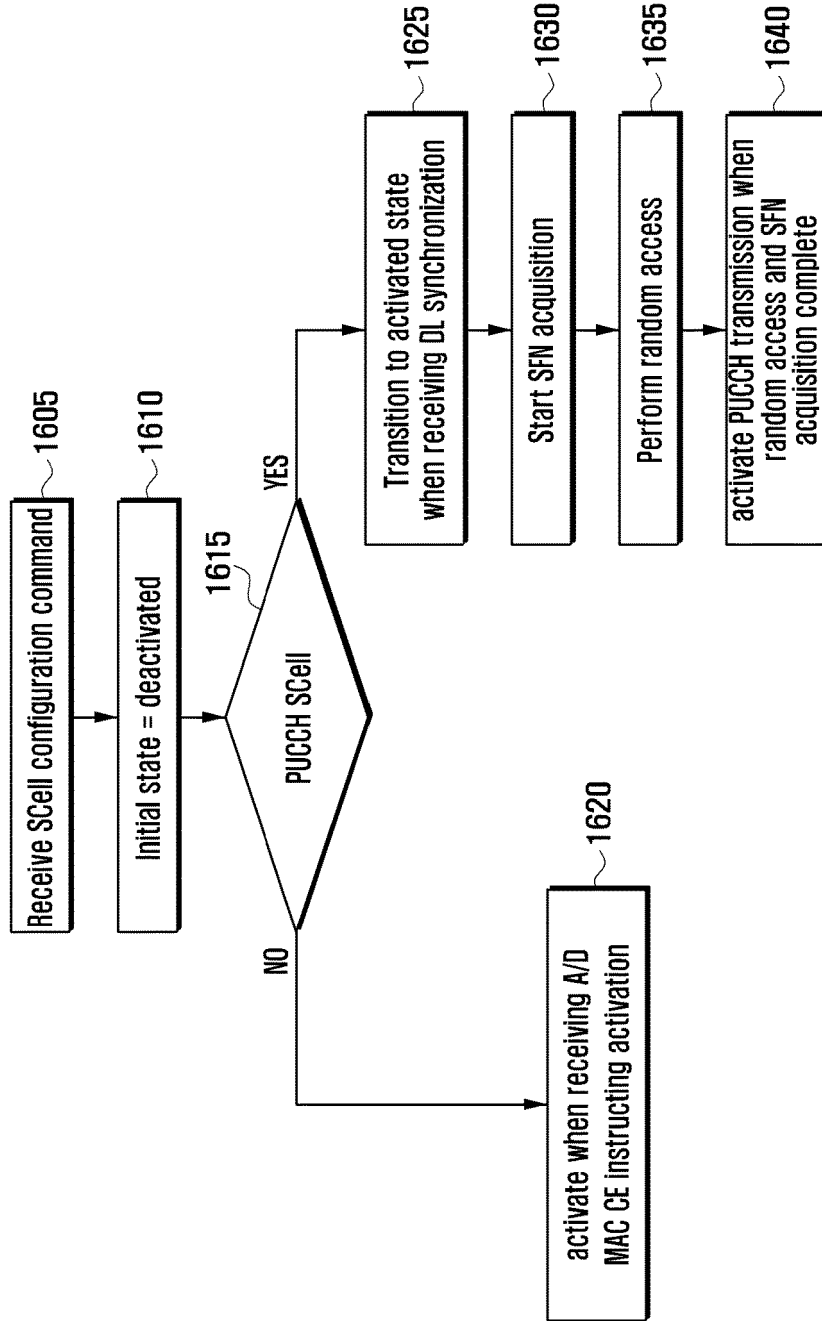 Receive SCell configuration command
1605
Initial state = deactivated
1610
PUCCH SCell
1615
NO
YES
activate when receiving A/D
MAC CE instructing activation
1620
Transition to activated state
when receiving DL synchronization
1625
Start SFN acquisition
1630
Perform random access
1635
activate PUCCH transmission when
random access and SFN
acquisition complete
1640